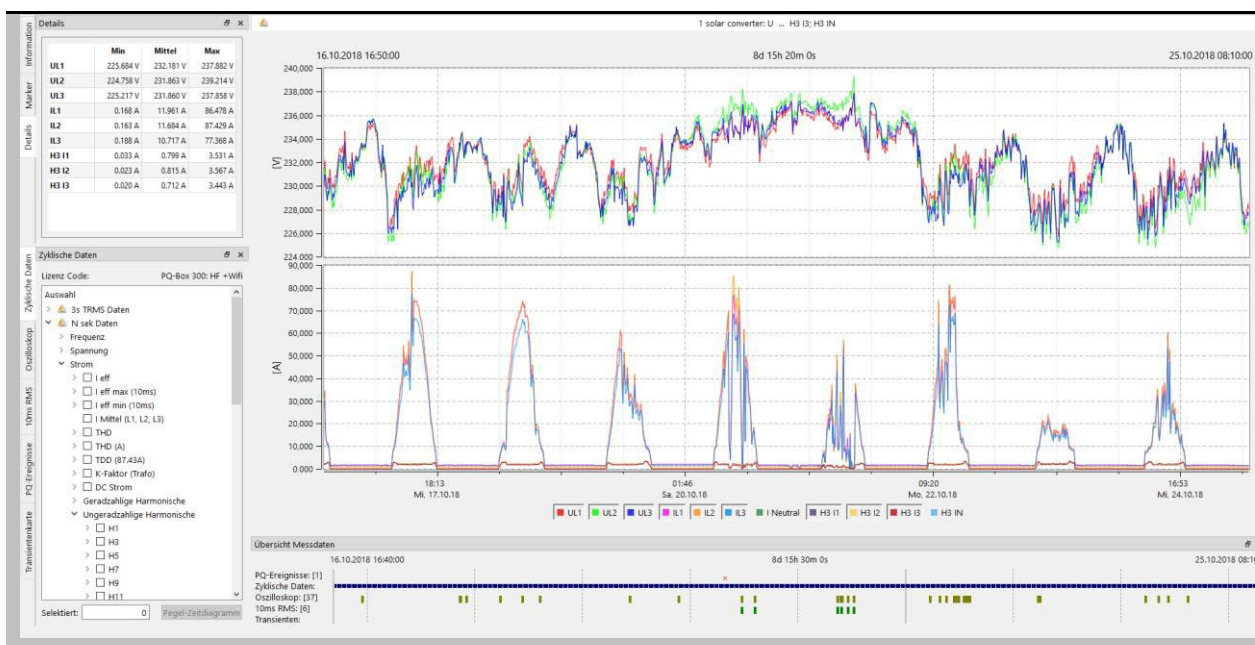 Information
Marker
Details
Zyklische Daten
Oszilloskop
10ms RMS
PQ-Ereignisse
Transientenkarte
Details
Min Mittel Max
UL1 225.684 V 232.181 V 237.882 V
UL2 224.758 V 231.863 V 239.214 V
UL3 225.217 V 231.860 V 237.858 V
IL1 0.168 A 11.961 A 86.478 A
IL2 0.163 A 11.684 A 87.429 A
IL3 0.188 A 10.717 A 77.368 A
H3 I1 0.033 A 0.799 A 3.531 A
H3 I2 0.023 A 0.815 A 3.567 A
H3 I3 0.020 A 0.712 A 3.443 A
Zyklische Daten
Lizenz Code: PQ-Box 300: HF +Wifi
Auswahl
3s TRMS Daten
N sek Daten
Frequenz
Spannung
Strom
I eff
I eff max (10ms)
I eff min (10ms)
I Mittel (L1, L2, L3)
THD
THD (A)
TDD (87.43A)
K-Faktor (Trafo)
DC Strom
Geradzahlige Harmonische
Ungeradzahlige Harmonische
H1
H3
H5
H7
H9
H11
Selektiert: 0 Pegel-Zeitdiagramm
1 solar converter: U ... H3 I3; H3 IN
16.10.2018 16:50:00 8d 15h 20m 0s 25.10.2018 08:10:00
240,000
238,000
236,000
234,000
232,000
230,000
228,000
226,000
224,000
[V]
90,000
80,000
70,000
60,000
50,000
40,000
30,000
20,000
10,000
0.000
[A]
18:13 01:46 09:20 16:53
Mi, 17.10.18 Sa, 20.10.18 Mo, 22.10.18 Mi, 24.10.18
UL1 UL2 UL3 IL1 IL2 IL3 I Neutral H3 I1 H3 I2 H3 I3 H3 IN
Übersicht Messdaten
16.10.2018 16:40:00 8d 15h 30m 0s 25.10.2018 08:10
PQ-Ereignisse: [1]
Zyklische Daten:
Oszilloskop: [37]
10ms RMS: [6]
Transienten: